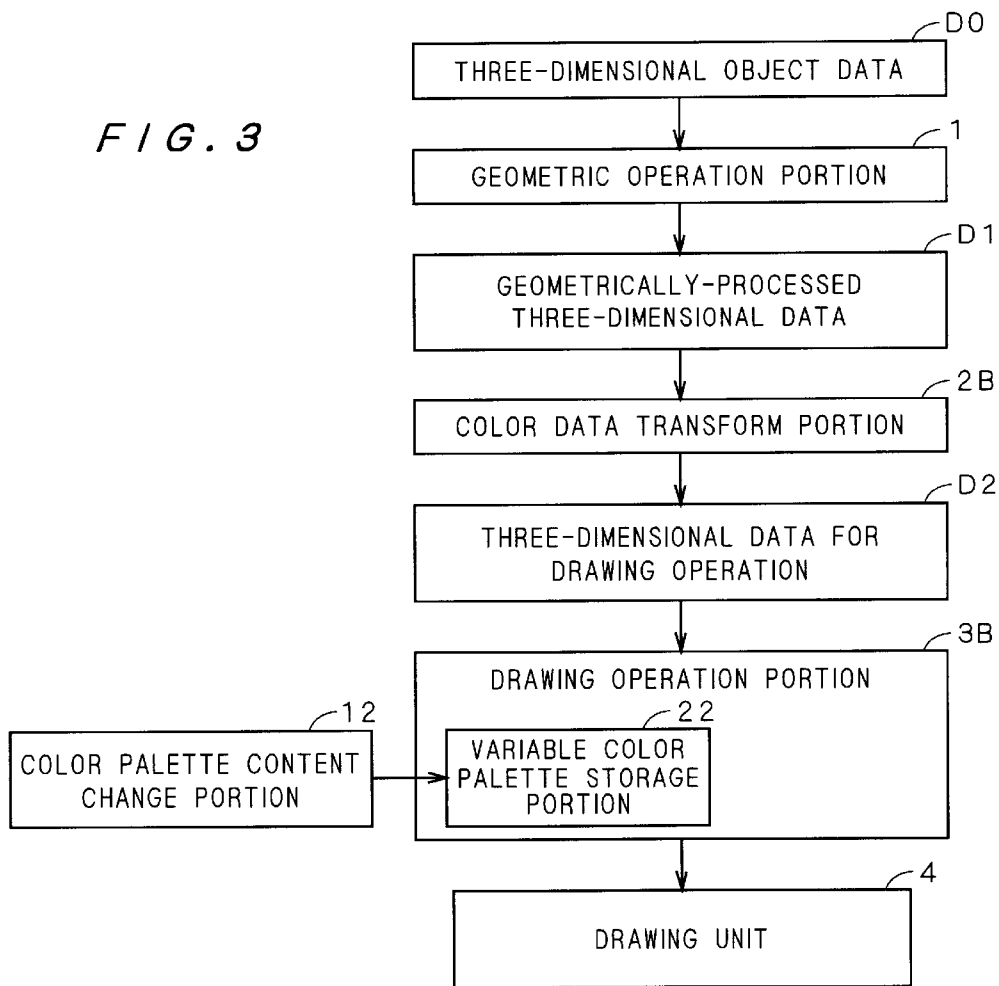 D0
THREE-DIMENSIONAL OBJECT DATA
FIG. 3
1
GEOMETRIC OPERATION PORTION
D1
GEOMETRICALLY-PROCESSED
THREE-DIMENSIONAL DATA
2B
COLOR DATA TRANSFORM PORTION
D2
THREE-DIMENSIONAL DATA FOR
DRAWING OPERATION
3B
DRAWING OPERATION PORTION
12
COLOR PALETTE CONTENT
CHANGE PORTION
22
VARIABLE COLOR
PALETTE STORAGE
PORTION
4
DRAWING UNIT